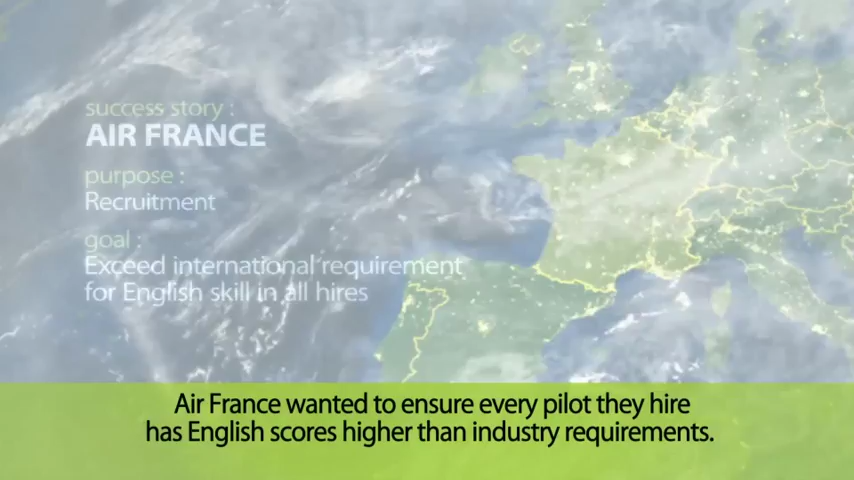 success story :
AIR FRANCE
purpose :
Recruitment
goal :
Exceed international requirement
for English skill in all hires
Air France wanted to ensure every pilot they hire
has English scores higher than industry requirements.